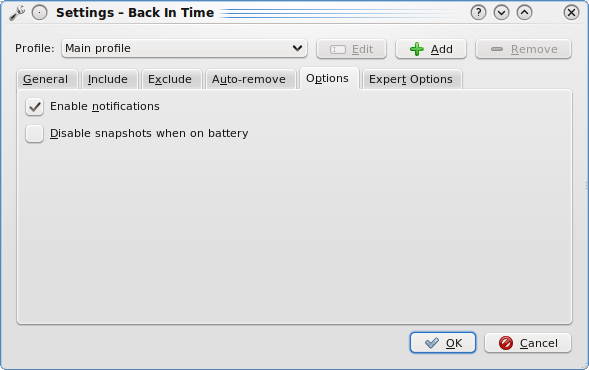 Settings – Back In Time
Profile: Main profile Edit Add Remove
General Include Exclude Auto-remove Options Expert Options
Enable notifications
Disable snapshots when on battery
OK Cancel